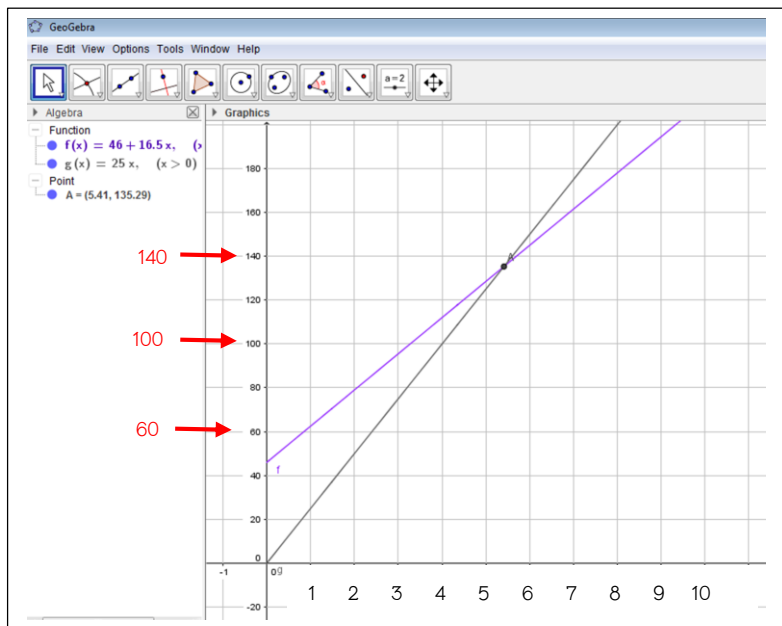 GeoGebra
File Edit View Options Tools Window Help
a=2
Algebra
Graphics
Function
f(x) = 46 + 16.5 x, (x
g(x) = 25 x, (x > 0)
Point
A = (5.41, 135.29)
180
160
140 140
A
120
100 100
80
60 60
40
f
20
0
-1 0 g 1 2 3 4 5 6 7 8 9 10
-20